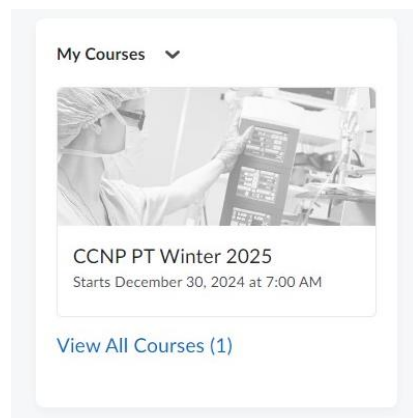 My Courses
CCNP PT Winter 2025
Starts December 30, 2024 at 7:00 AM
View All Courses (1)